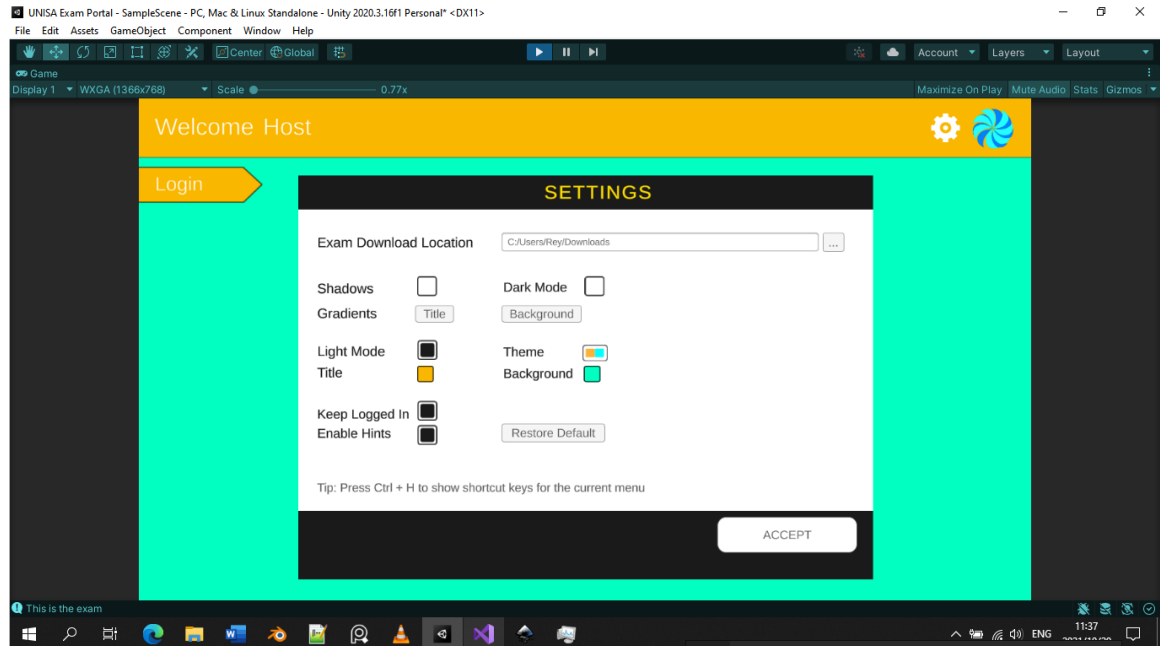 UNISA Exam Portal - SampleScene - PC, Mac & Linux Standalone - Unity 2020.3.16f1 Personal* <DX11>
File Edit Assets GameObject Component Window Help
Center Global Account Layers Layout
Game
Display 1 WXGA (1366x768) Scale 0.77x Maximize On Play Mute Audio Stats Gizmos
Welcome Host
Login
SETTINGS
Exam Download Location C:/Users/Rey/Downloads ...
Shadows Dark Mode
Gradients Title Background
Light Mode Theme
Title Background
Keep Logged In
Enable Hints Restore Default
Tip: Press Ctrl + H to show shortcut keys for the current menu
ACCEPT
This is the exam
ENG 11:37